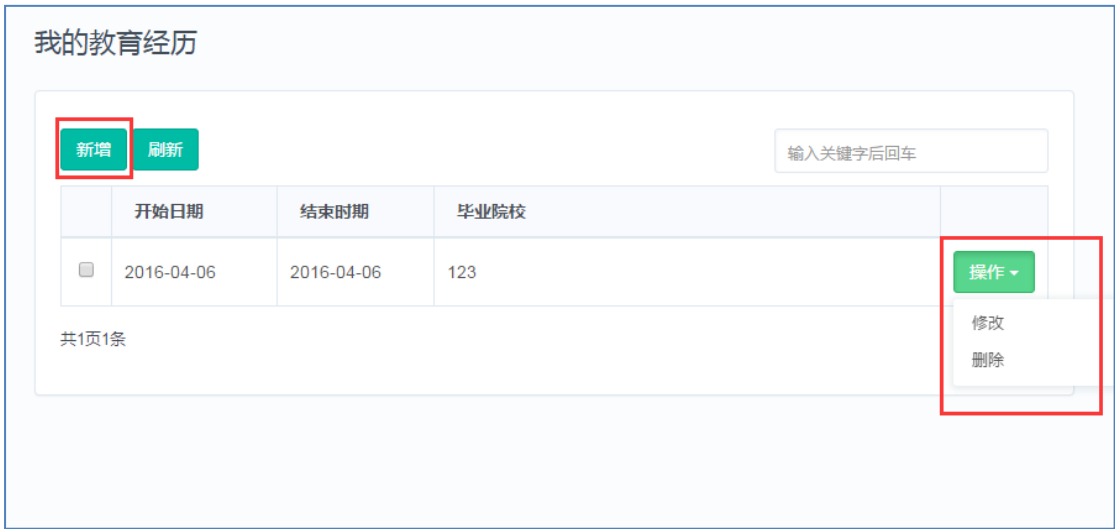 我的教育经历
新增 刷新 输入关键字后回车
开始日期 结束时期 毕业院校
2016-04-06 2016-04-06 123 操作
修改
共1页1条
删除